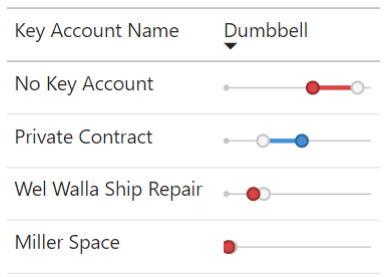 Key Account Name Dumbbell
No Key Account
Private Contract
Wel Walla Ship Repair
Miller Space